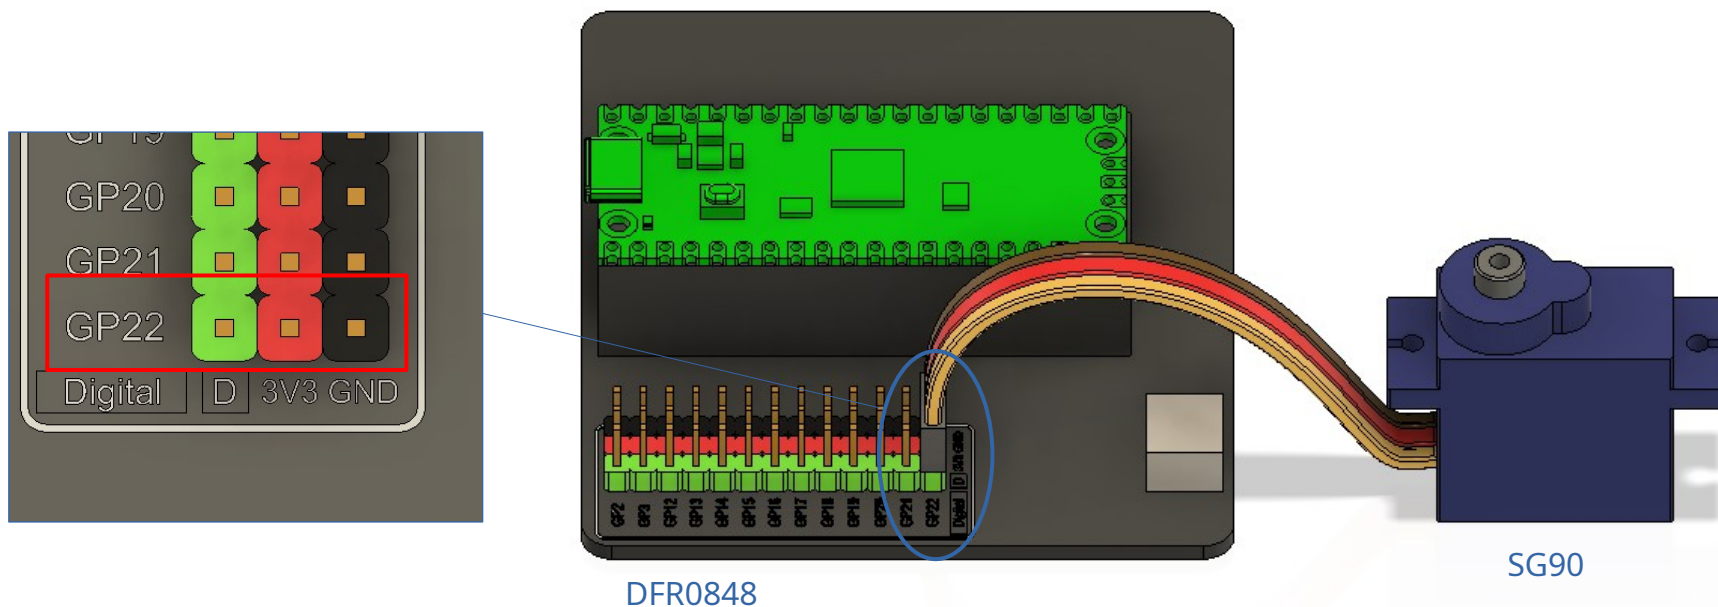 GP19
GP20
GP21
GP22
Digital D 3V3 GND
GP2 GP3 GP12 GP13 GP14 GP15 GP16 GP17 GP18 GP19 GP20 GP21 GP22 Digital D 3V3 GND
DFR0848
SG90